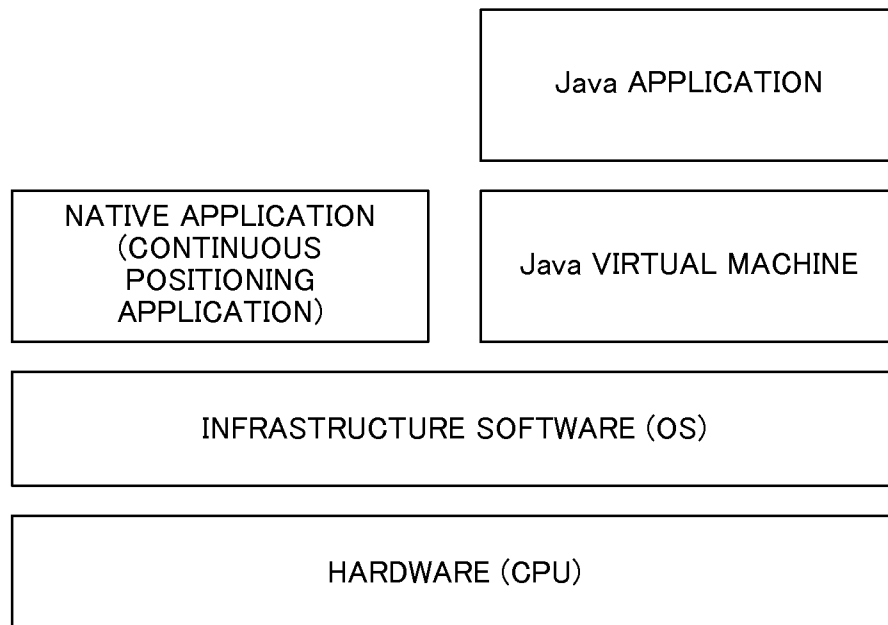 Java APPLICATION
NATIVE APPLICATION
(CONTINUOUS
POSITIONING
APPLICATION)
Java VIRTUAL MACHINE
INFRASTRUCTURE SOFTWARE (OS)
HARDWARE (CPU)